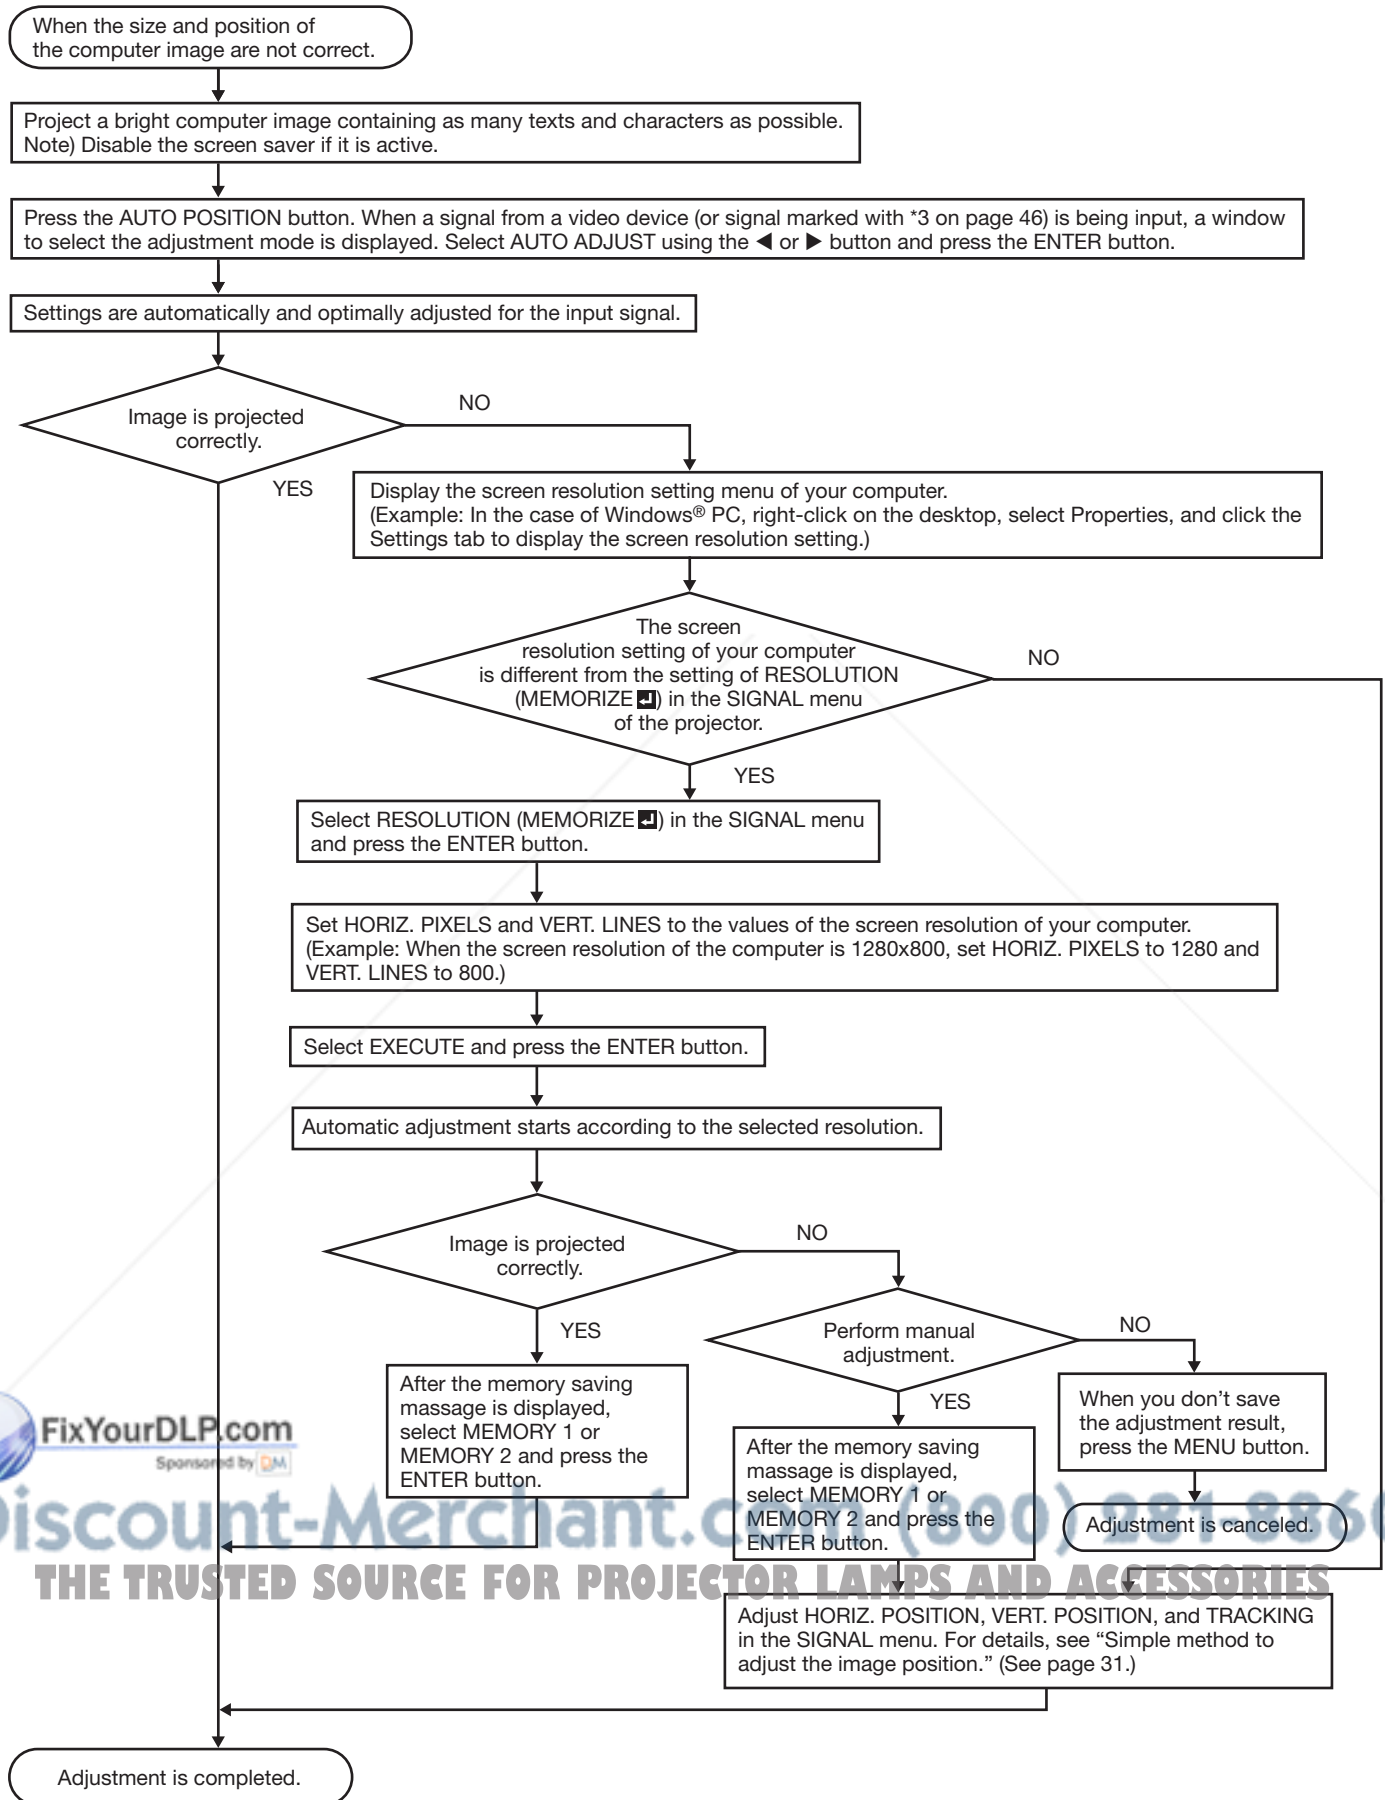 When the size and position of
the computer image are not correct.
Project a bright computer image containing as many texts and characters as possible.
Note) Disable the screen saver if it is active.
Press the AUTO POSITION button. When a signal from a video device (or signal marked with *3 on page 46) is being input, a window
to select the adjustment mode is displayed. Select AUTO ADJUST using the ◀ or ▶ button and press the ENTER button.
Settings are automatically and optimally adjusted for the input signal.
Image is projected
correctly.
NO
YES
Display the screen resolution setting menu of your computer.
(Example: In the case of Windows® PC, right-click on the desktop, select Properties, and click the
Settings tab to display the screen resolution setting.)
The screen
resolution setting of your computer
is different from the setting of RESOLUTION
(MEMORIZE ↵) in the SIGNAL menu
of the projector.
NO
YES
Select RESOLUTION (MEMORIZE ↵) in the SIGNAL menu
and press the ENTER button.
Set HORIZ. PIXELS and VERT. LINES to the values of the screen resolution of your computer.
(Example: When the screen resolution of the computer is 1280x800, set HORIZ. PIXELS to 1280 and
VERT. LINES to 800.)
Select EXECUTE and press the ENTER button.
Automatic adjustment starts according to the selected resolution.
Image is projected
correctly.
NO
YES
Perform manual
adjustment.
NO
YES
After the memory saving
massage is displayed,
select MEMORY 1 or
MEMORY 2 and press the
ENTER button.
After the memory saving
massage is displayed,
select MEMORY 1 or
MEMORY 2 and press the
ENTER button.
When you don't save
the adjustment result,
press the MENU button.
Adjustment is canceled.
FixYourDLP.com
Sponsored by DM
Discount-Merchant.com (800) 281-8860
THE TRUSTED SOURCE FOR PROJECTOR LAMPS AND ACCESSORIES
Adjust HORIZ. POSITION, VERT. POSITION, and TRACKING
in the SIGNAL menu. For details, see “Simple method to
adjust the image position.” (See page 31.)
Adjustment is completed.